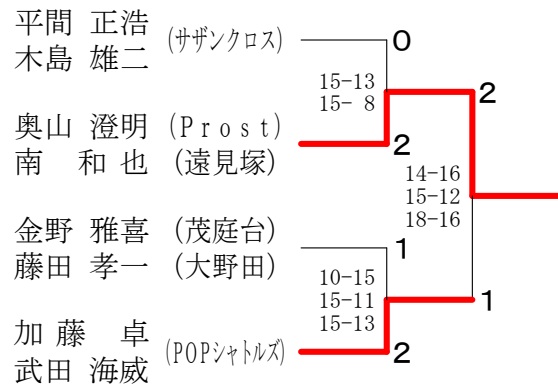 平間 正浩 (サザンクロス) 0
木島 雄二
15-13
15- 8
2
奥山 澄明 (Prost)
南 和也 (遠見塚) 2
14-16
15-12
18-16
金野 雅喜 (茂庭台)
藤田 孝一 (大野田) 1
10-15
15-11
15-13
1
加藤 卓 (POPシャトルズ) 2
武田 海威